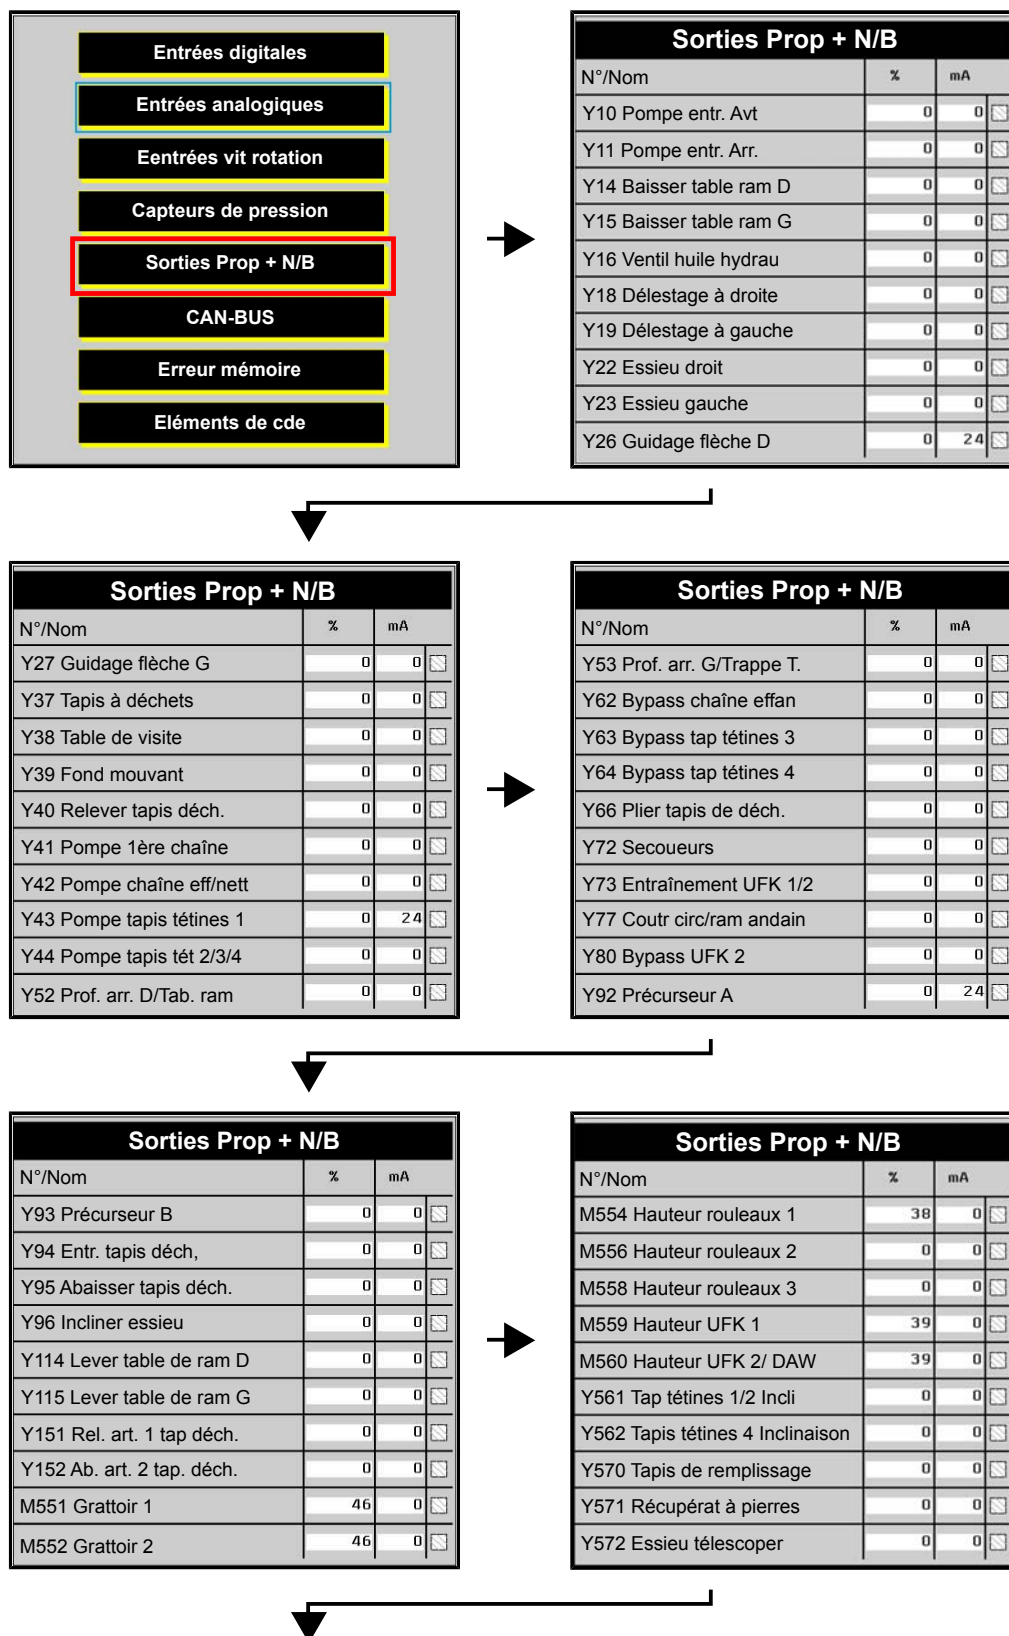 Entrées digitales
Entrées analogiques
Eentrées vit rotation
Capteurs de pression
Sorties Prop + N/B
CAN-BUS
Erreur mémoire
Eléments de cde
Sorties Prop + N/B
N°/Nom % mA
Y10 Pompe entr. Avt 0 0
Y11 Pompe entr. Arr. 0 0
Y14 Baisser table ram D 0 0
Y15 Baisser table ram G 0 0
Y16 Ventil huile hydrau 0 0
Y18 Délestage à droite 0 0
Y19 Délestage à gauche 0 0
Y22 Essieu droit 0 0
Y23 Essieu gauche 0 0
Y26 Guidage flèche D 0 24
Sorties Prop + N/B
N°/Nom % mA
Y27 Guidage flèche G 0 0
Y37 Tapis à déchets 0 0
Y38 Table de visite 0 0
Y39 Fond mouvant 0 0
Y40 Relever tapis déch. 0 0
Y41 Pompe 1ère chaîne 0 0
Y42 Pompe chaîne eff/nett 0 0
Y43 Pompe tapis tétines 1 0 24
Y44 Pompe tapis tét 2/3/4 0 0
Y52 Prof. arr. D/Tab. ram 0 0
Sorties Prop + N/B
N°/Nom % mA
Y53 Prof. arr. G/Trappe T. 0 0
Y62 Bypass chaîne effan 0 0
Y63 Bypass tap tétines 3 0 0
Y64 Bypass tap tétines 4 0 0
Y66 Plier tapis de déch. 0 0
Y72 Secoueurs 0 0
Y73 Entraînement UFK 1/2 0 0
Y77 Coutr circ/ram andain 0 0
Y80 Bypass UFK 2 0 0
Y92 Précurseur A 0 24
Sorties Prop + N/B
N°/Nom % mA
Y93 Précurseur B 0 0
Y94 Entr. tapis déch, 0 0
Y95 Abaisser tapis déch. 0 0
Y96 Incliner essieu 0 0
Y114 Lever table de ram D 0 0
Y115 Lever table de ram G 0 0
Y151 Rel. art. 1 tap déch. 0 0
Y152 Ab. art. 2 tap. déch. 0 0
M551 Grattoir 1 46 0
M552 Grattoir 2 46 0
Sorties Prop + N/B
N°/Nom % mA
M554 Hauteur rouleaux 1 38 0
M556 Hauteur rouleaux 2 0 0
M558 Hauteur rouleaux 3 0 0
M559 Hauteur UFK 1 39 0
M560 Hauteur UFK 2/ DAW 39 0
Y561 Tap tétines 1/2 Incli 0 0
Y562 Tapis tétines 4 Inclinaison 0 0
Y570 Tapis de remplissage 0 0
Y571 Récupérat à pierres 0 0
Y572 Essieu télescoper 0 0